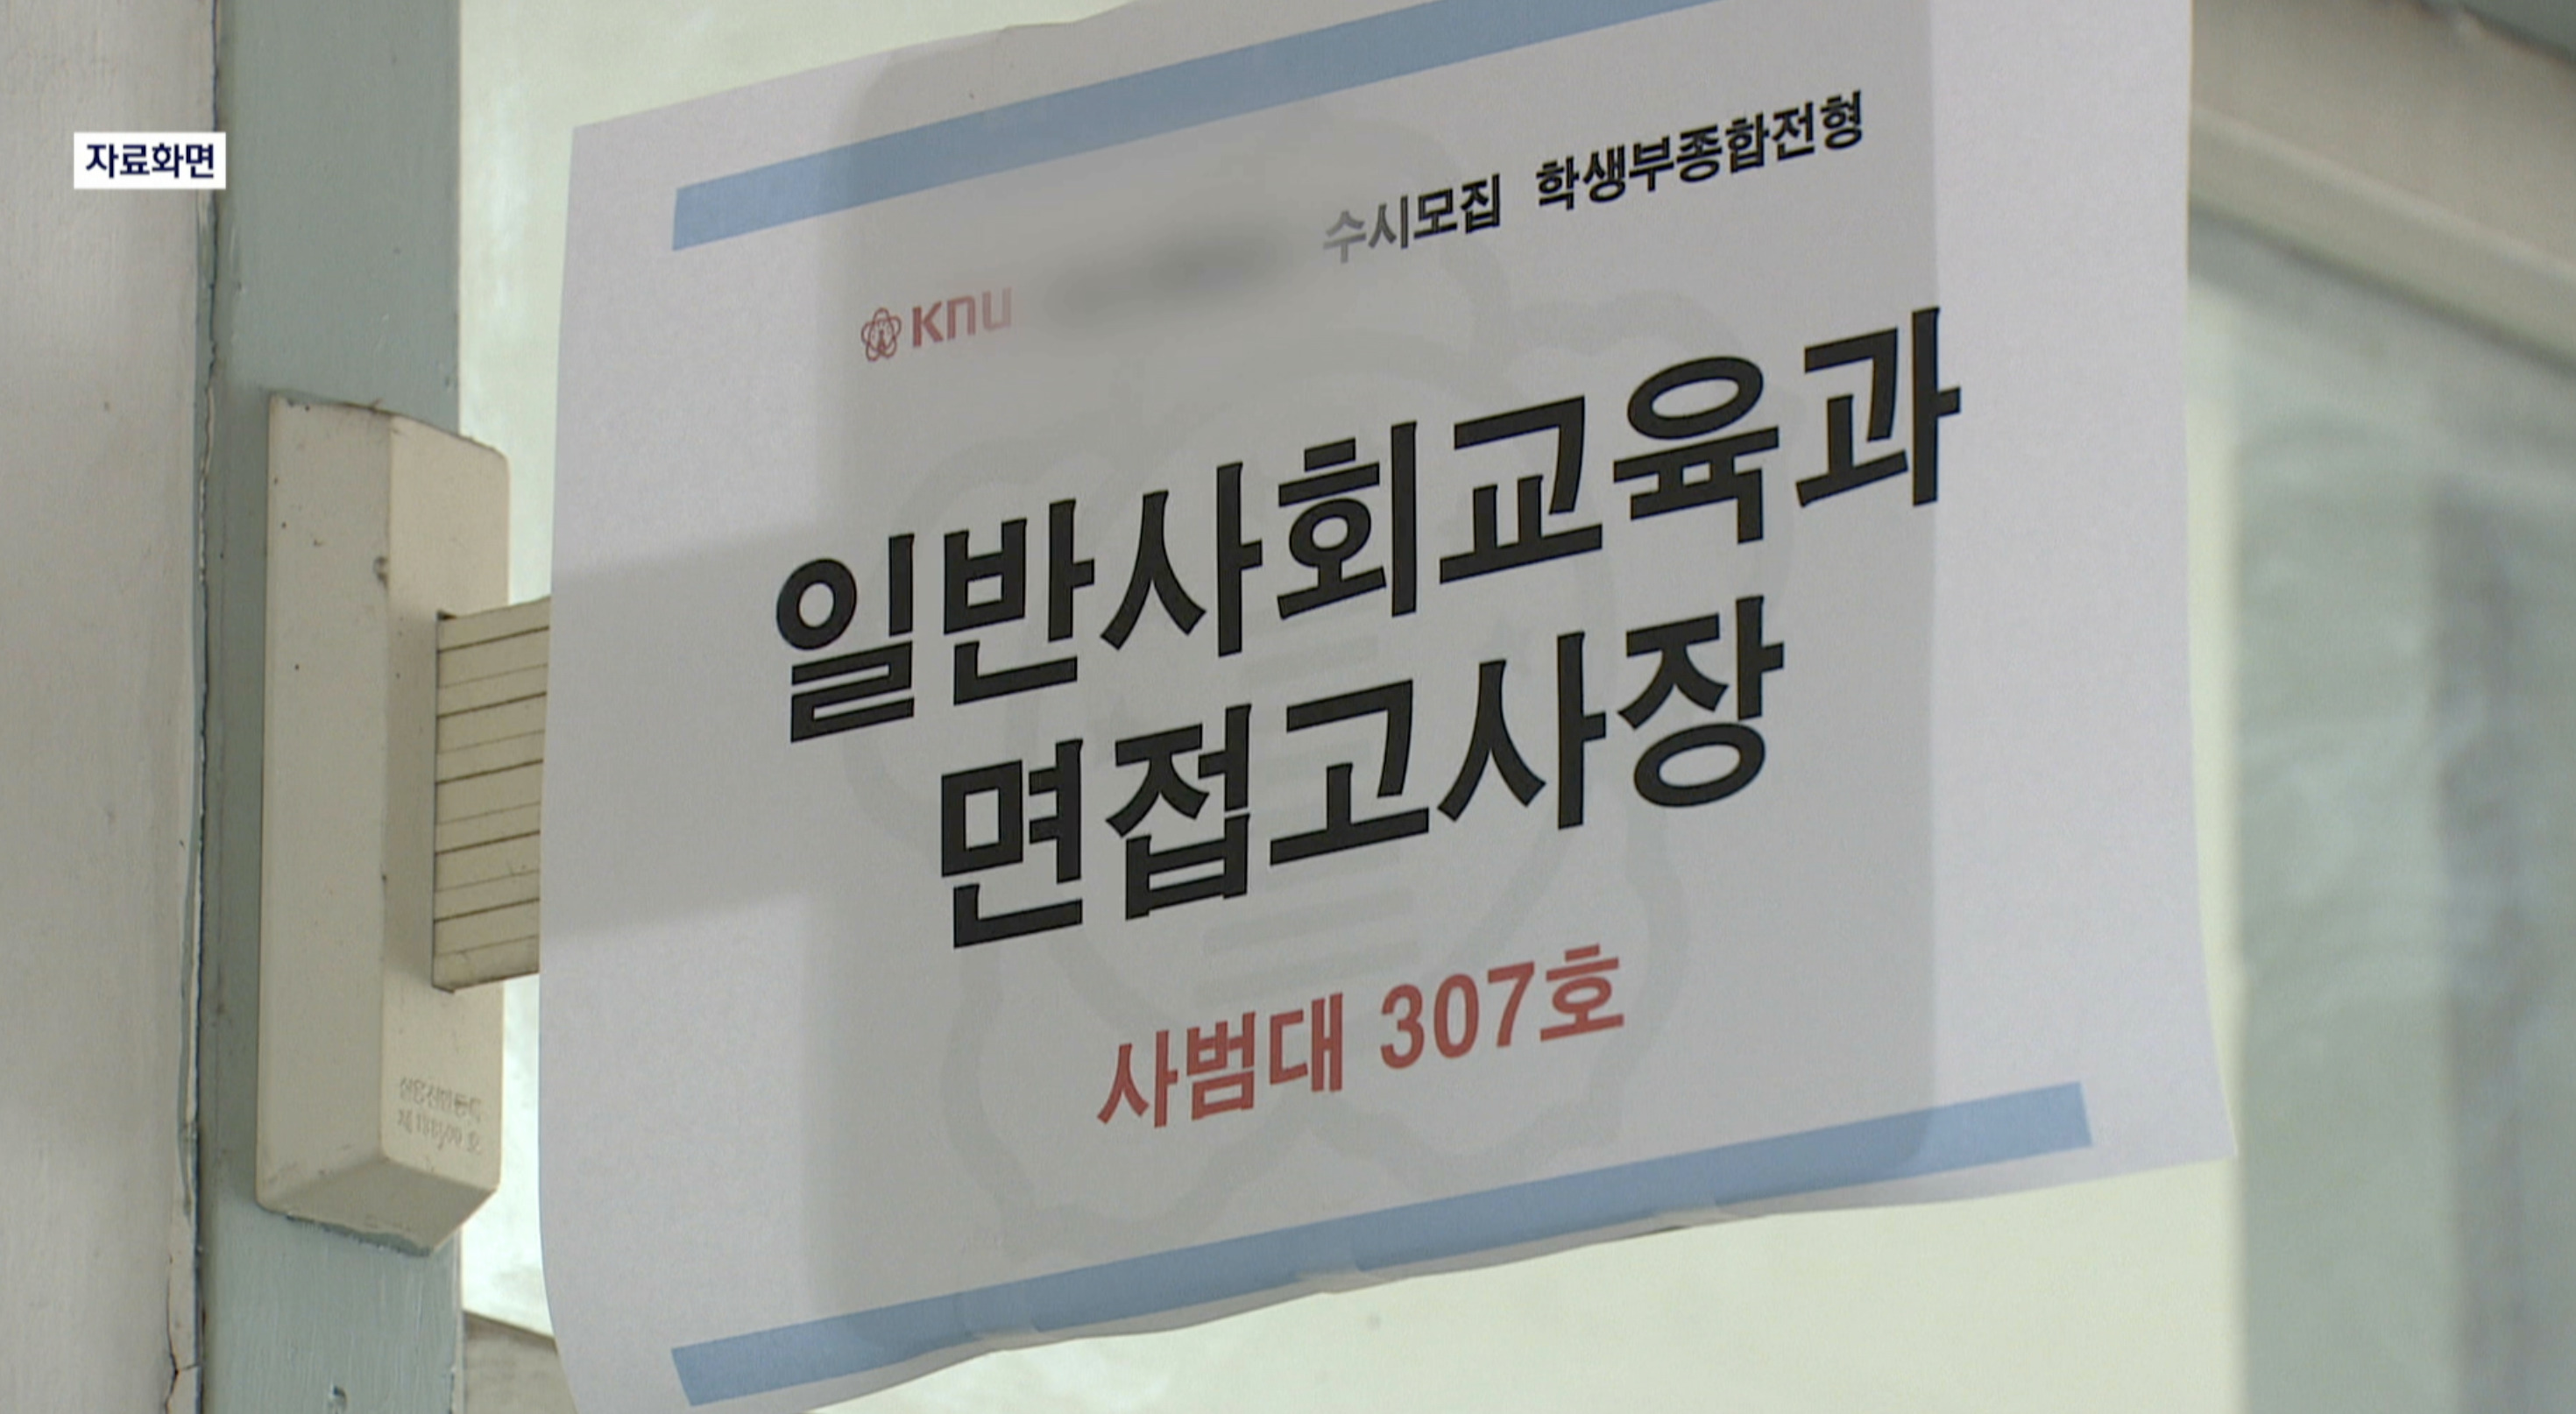 자료화면
수시모집 학생부종합전형
KNU
일반사회교육과
면접고사장
사범대 307호